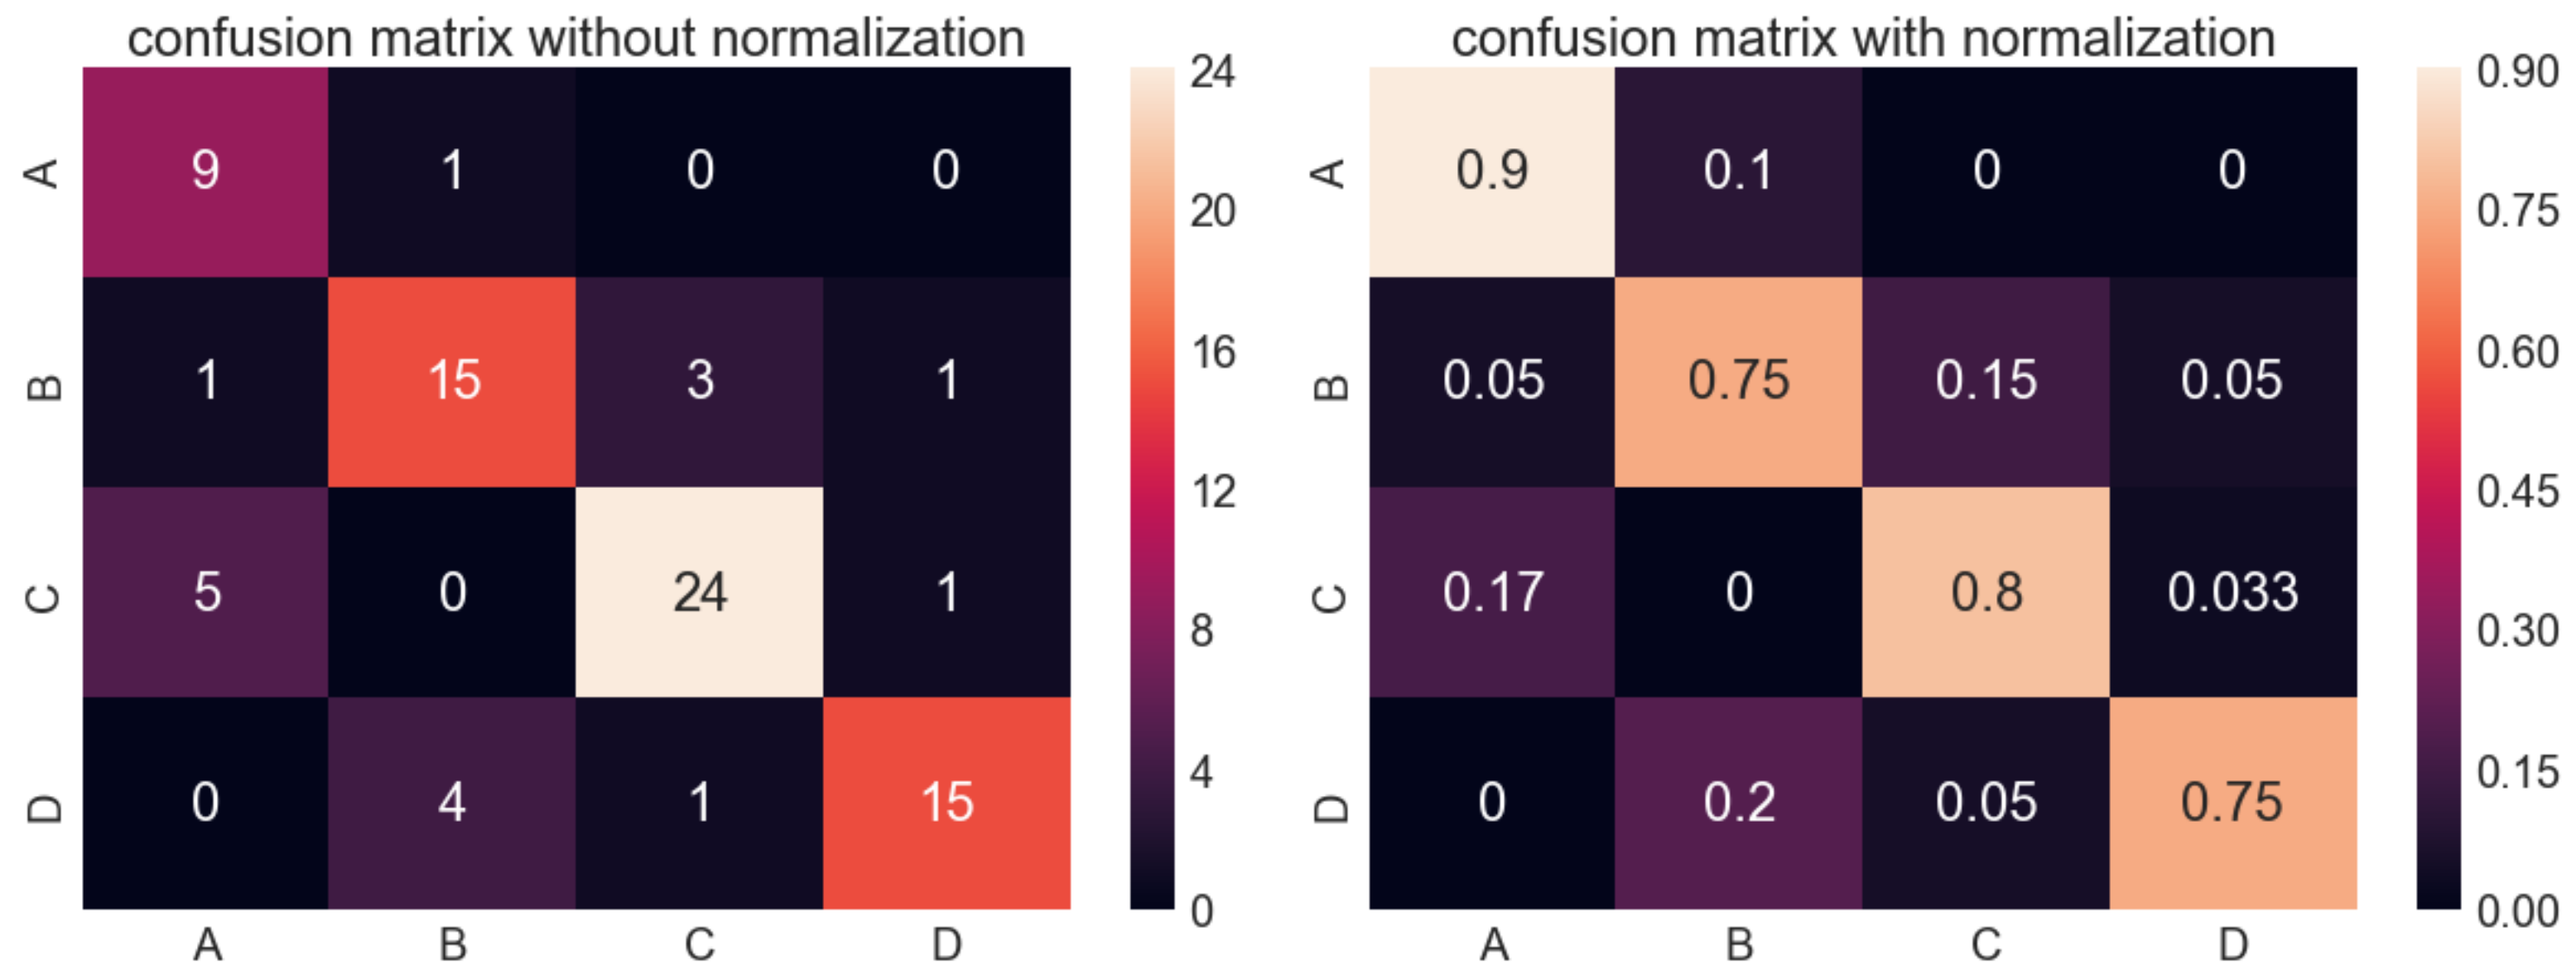 confusion matrix without normalization
A 9 1 0 0
B 1 15 3 1
C 5 0 24 1
D 0 4 1 15
A B C D
24
20
16
12
8
4
0
confusion matrix with normalization
A 0.9 0.1 0 0
B 0.05 0.75 0.15 0.05
C 0.17 0 0.8 0.033
D 0 0.2 0.05 0.75
A B C D
0.90
0.75
0.60
0.45
0.30
0.15
0.00